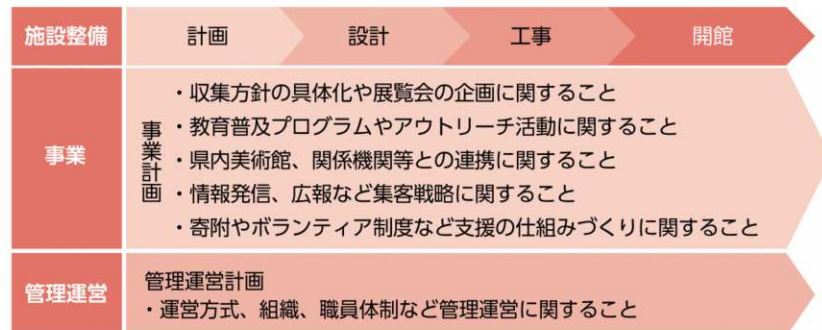 施設整備 計画 設計 工事 開館
事業
事業計画
・収集方針の具体化や展覧会の企画に関すること
・教育普及プログラムやアウトリーチ活動に関すること
・県内美術館、関係機関等との連携に関すること
・情報発信、広報など集客戦略に関すること
・寄附やボランティア制度など支援の仕組みづくりに関すること
管理運営
管理運営計画
・運営方式、組織、職員体制など管理運営に関すること